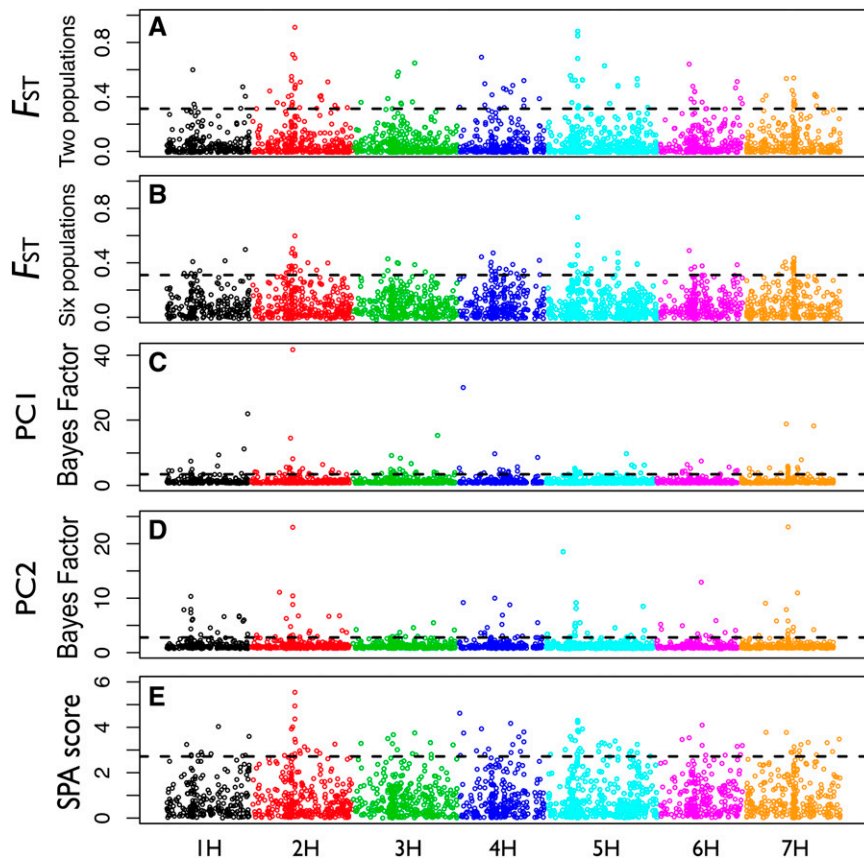 A
FST
Two populations
0.0
0.4
0.8
B
FST
Six populations
0.0
0.4
0.8
C
PC1
Bayes Factor
0
20
40
D
PC2
Bayes Factor
0
10
20
E
SPA score
0
2
4
6
1H 2H 3H 4H 5H 6H 7H